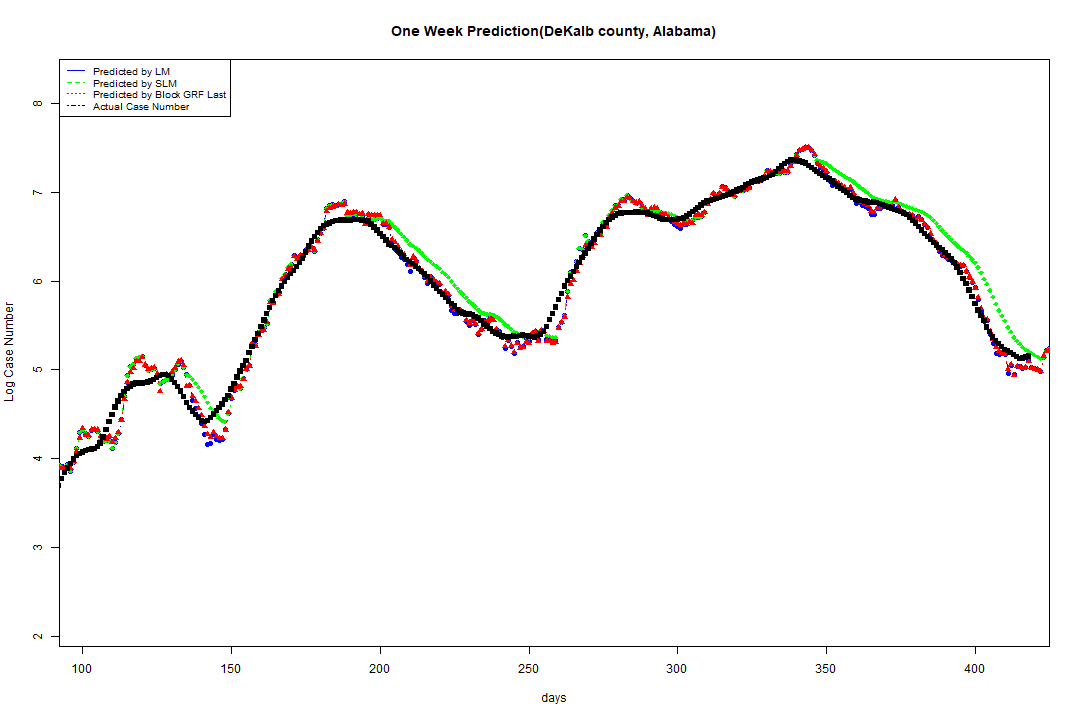 One Week Prediction(DeKalb county, Alabama)
Predicted by LM
Predicted by SLM
Predicted by Block GRF Last
Actual Case Number
8
7
6
5
4
3
2
Log Case Number
100 150 200 250 300 350 400
days